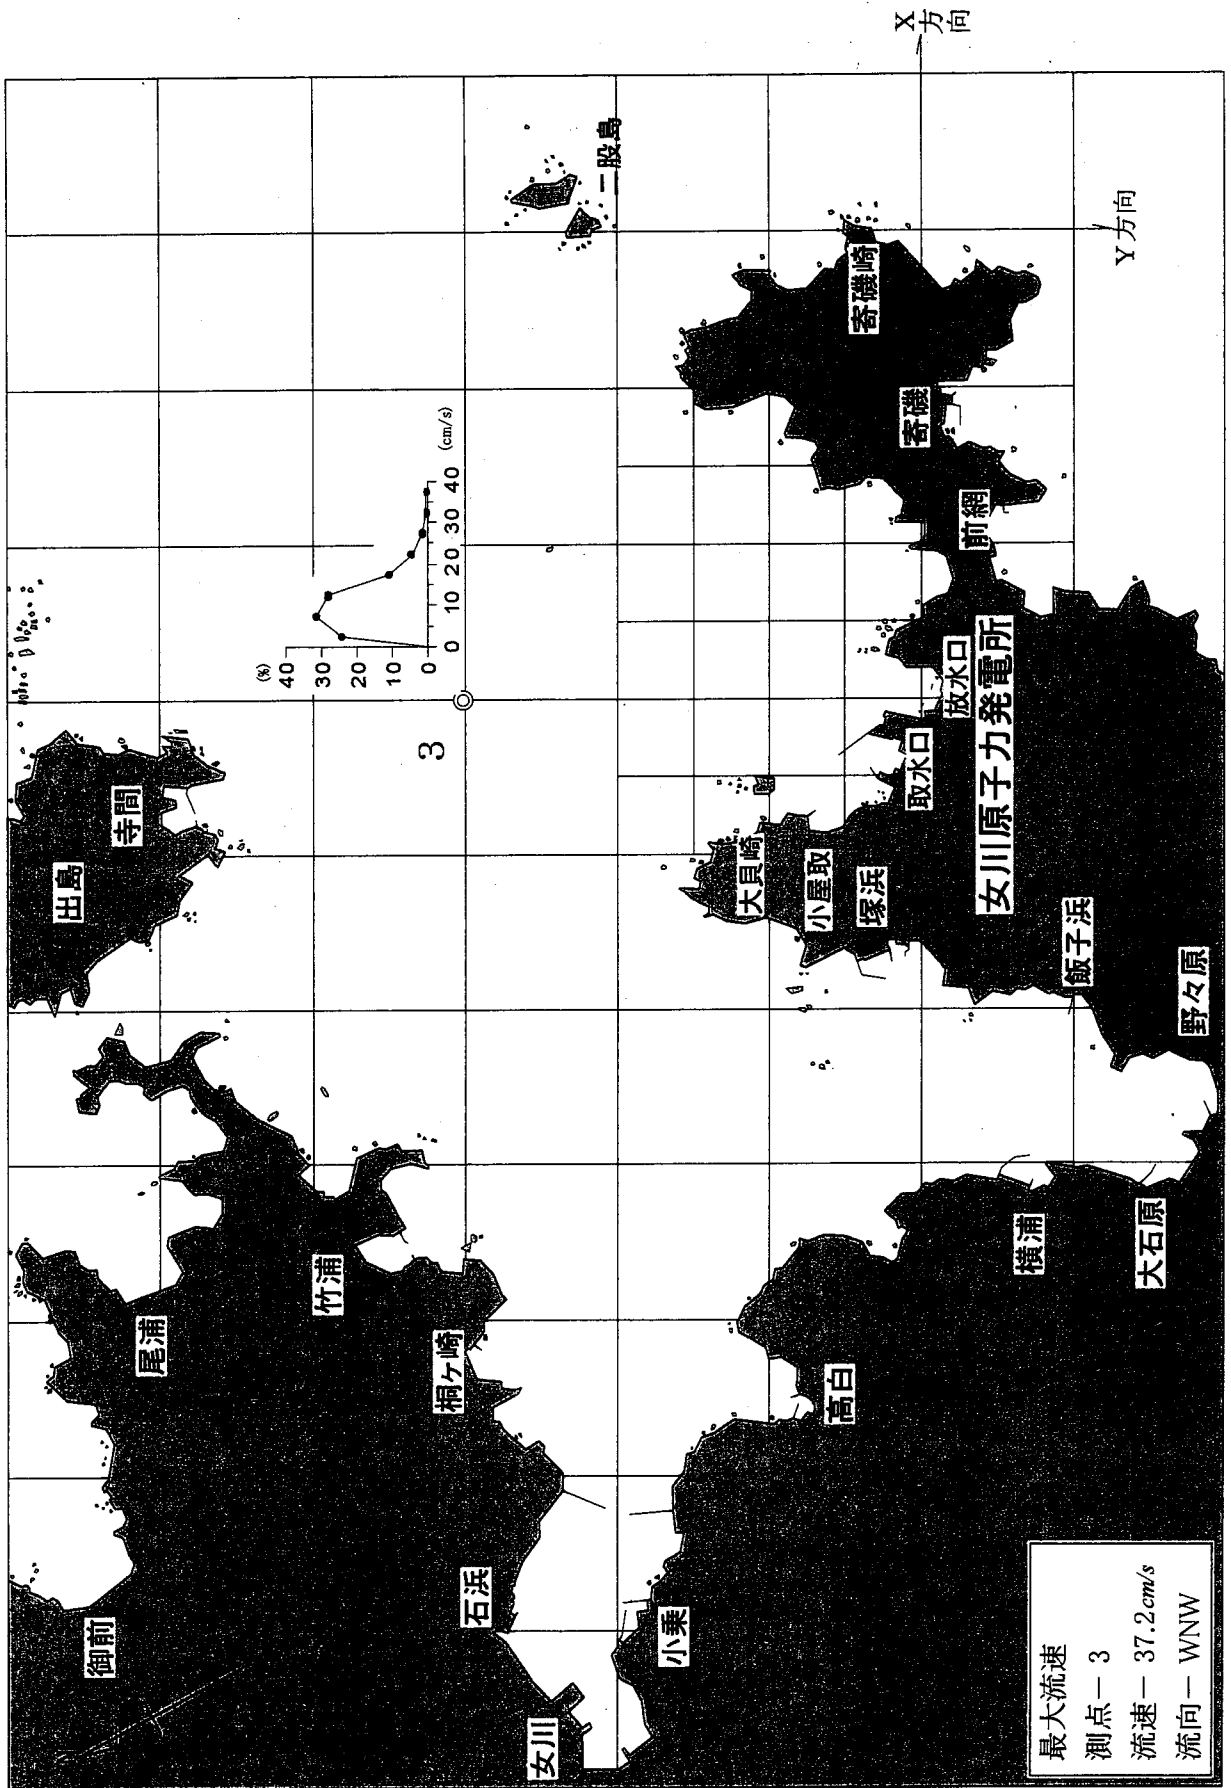 出島
寺間
御前
尾浦
竹浦
桐ヶ崎
石浜
女川
小乗
高白
横浦
大石原
野々原
飯子浜
塚浜
小屋取
大貝崎
取水口
放水口
女川原子力発電所
前網
寄磯
寄磯崎
二股島
3
(%)
40
30
20
10
0
0 10 20 30 40 (cm/s)
X方向
Y方向
最大流速
測点－3
流速－37.2cm/s
流向－WNW